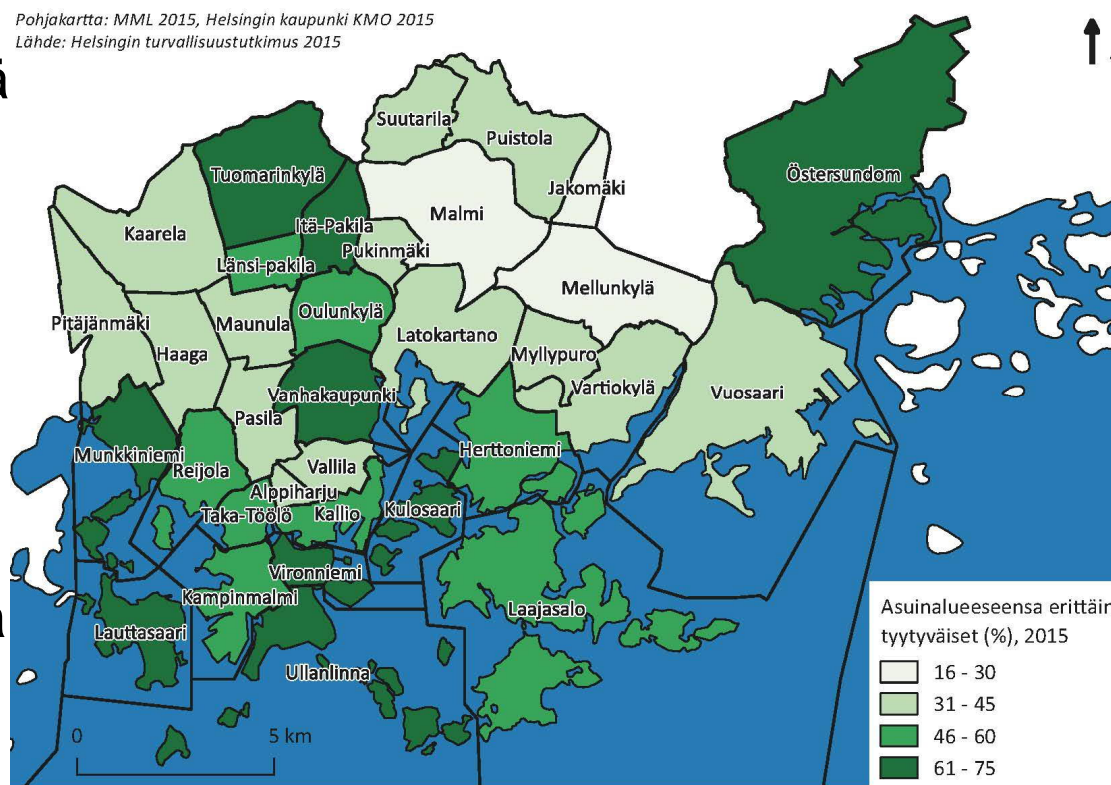 Pohjakartta: MML 2015, Helsingin kaupunki KMO 2015
Lähde: Helsingin turvallisuustutkimus 2015
ä
Suutarila
Puistola
Tuomarinkylä
Östersundom
Jakomäki
Malmi
Itä-Pakila
Kaarela
Pukinmäki
Länsi-pakila
Mellunkylä
Oulunkylä
Pitäjänmäki
Maunula
Latokartano
Haaga
Myllypuro
Vartiokylä
Vuosaari
Vanhakaupunki
Pasila
Munkkiniemi
Herttoniemi
Reijola
Vallila
Alppiharju
Taka-Töölö
Kallio
Kulosaari
Vironniemi
Kampinmalmi
Laajasalo
Lauttasaari
Ullanlinna
Asuinalueeseensa erittäin
tyytyväiset (%), 2015
16 - 30
31 - 45
46 - 60
61 - 75
0 5 km